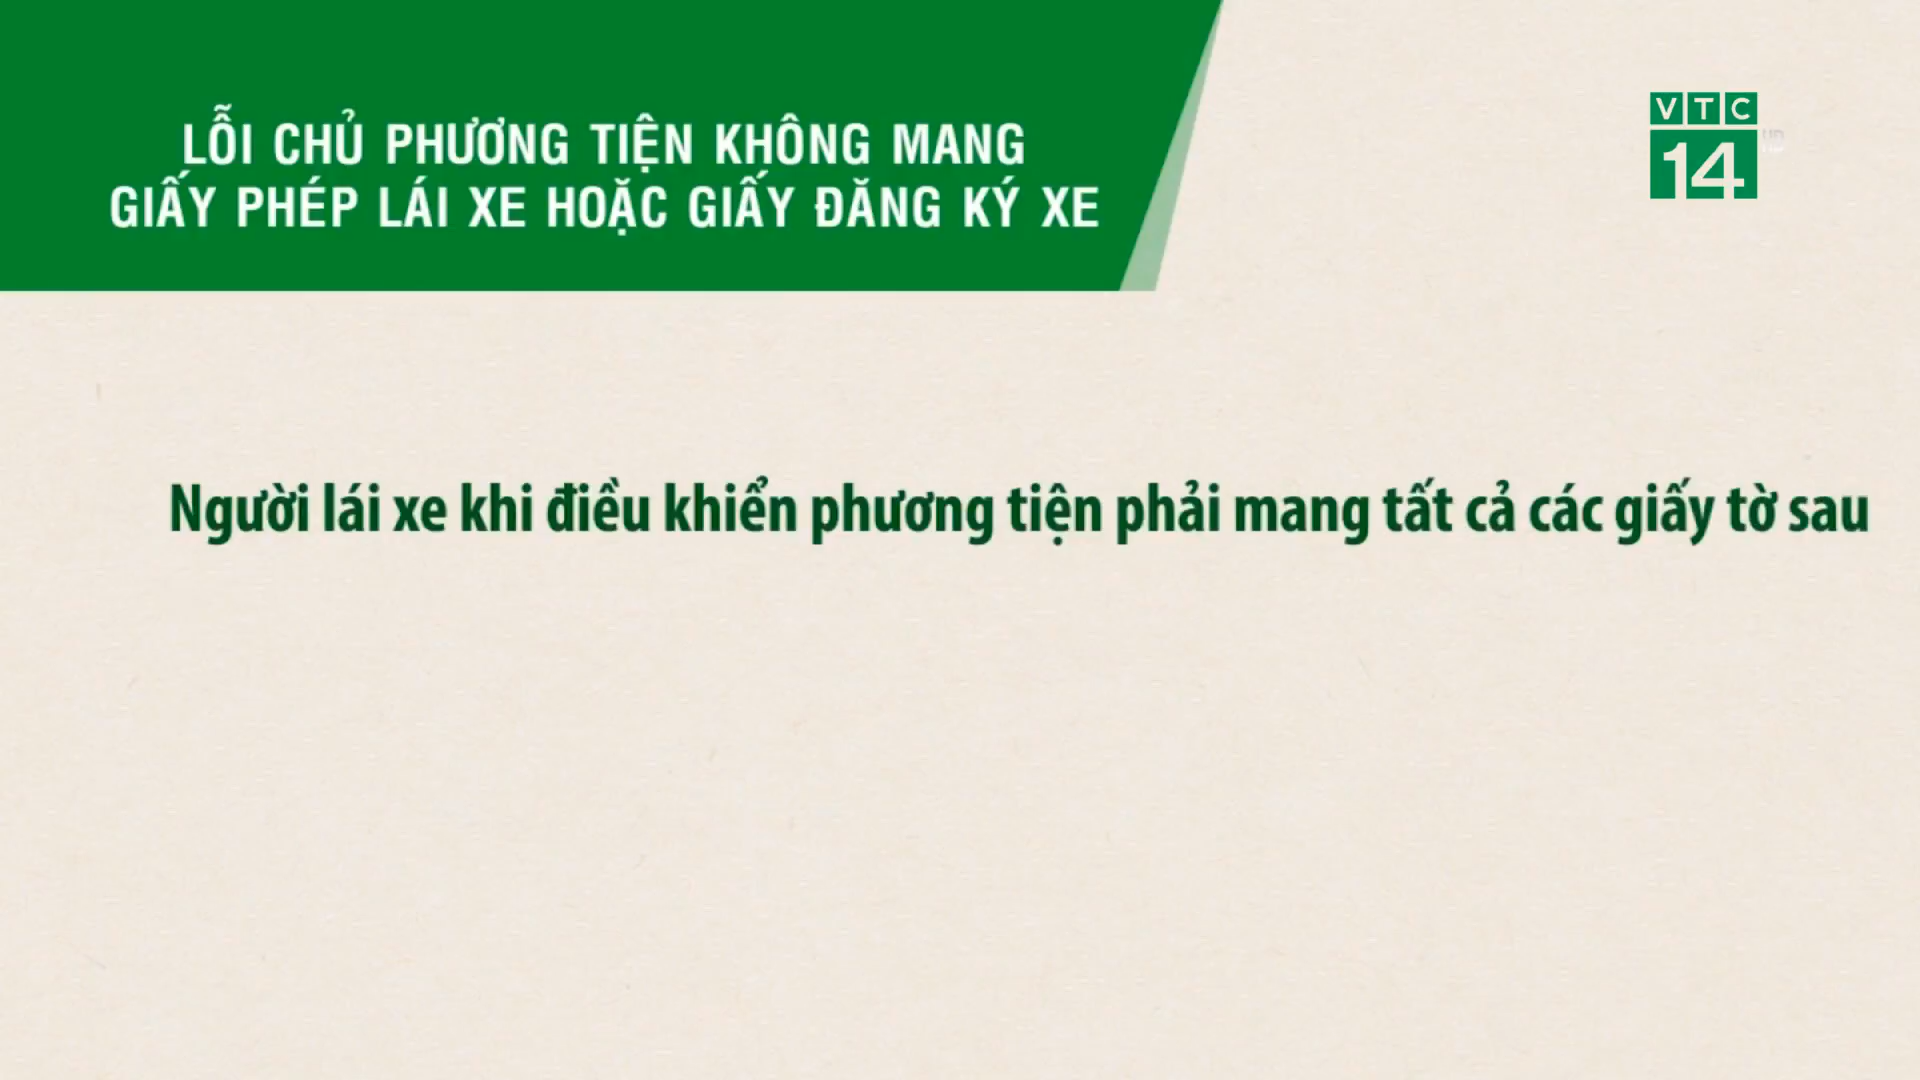 LỖI CHỦ PHƯƠNG TIỆN KHÔNG MANG
GIẤY PHÉP LÁI XE HOẶC GIẤY ĐĂNG KÝ XE
VTC
14
HD
Người lái xe khi điều khiển phương tiện phải mang tất cả các giấy tờ sau